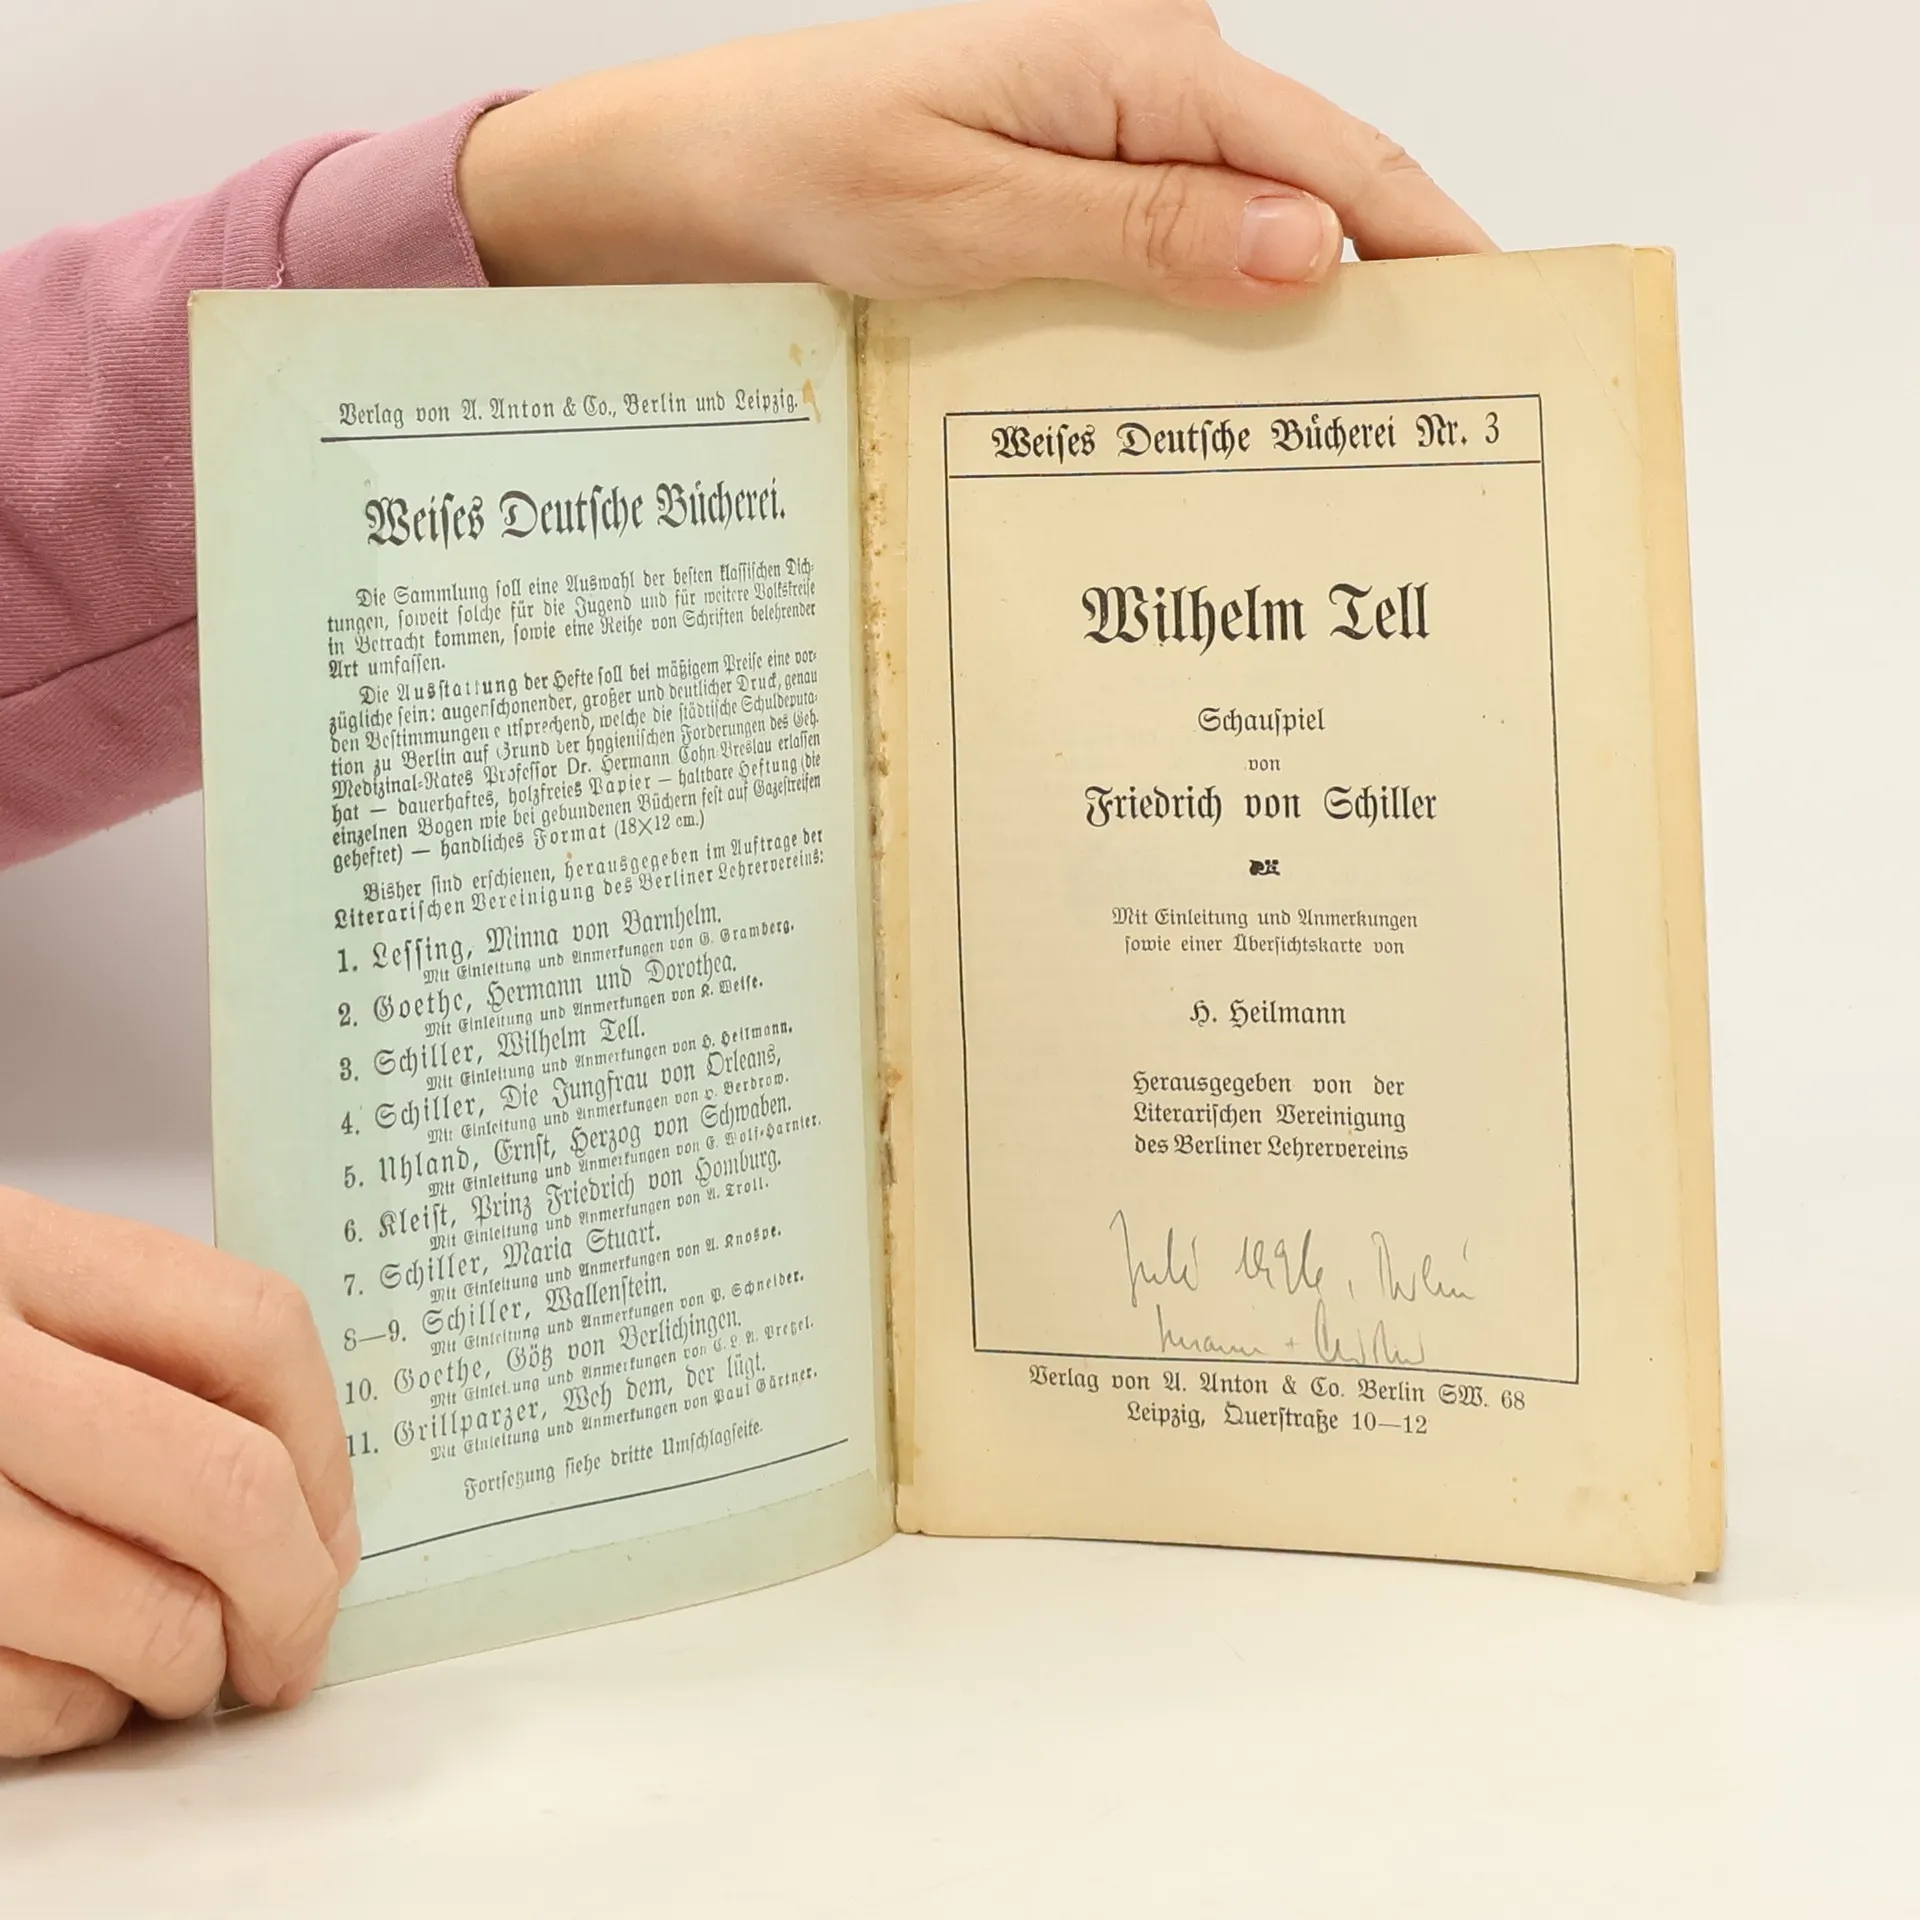 Verlag von A. Anton & Co., Berlin und Leipzig.
Weises Deutsche Bücherei.
Die Sammlung soll eine Auswahl der besten klassischen Dich-
tungen, soweit solche für die Jugend und für weitere Volkskreise
in Betracht kommen, sowie eine Reihe von Schriften belehrender
Art umfassen.
Die Ausstattung der Hefte soll bei mäßigem Preise eine vor-
zügliche sein: augenschonender, großer und deutlicher Druck, genau
den Bestimmungen e tsprechend, welche die städtische Schuldeputa-
tion zu Berlin auf Grund der hygienischen Forderungen des Geh.
Medizinal-Rates Professor Dr. Hermann Cohn-Breslau erlassen
hat — dauerhaftes, holzfreies Papier — haltbare Heftung (die
einzelnen Bogen wie bei gebundenen Büchern fest auf Gazestreifen
geheftet) — handliches Format (18×12 cm.)
Bisher sind erschienen, herausgegeben im Auftrage der
Literarischen Vereinigung des Berliner Lehrervereins:
1. Lessing, Minna von Barnhelm.
Mit Einleitung und Anmerkungen von G. Gramberg.
2. Goethe, Hermann und Dorothea.
Mit Einleitung und Anmerkungen von K. Weise.
3. Schiller, Wilhelm Tell.
Mit Einleitung und Anmerkungen von H. Heilmann.
4. Schiller, Die Jungfrau von Orleans,
Mit Einleitung und Anmerkungen von H. Berdrow.
5. Uhland, Ernst, Herzog von Schwaben.
Mit Einleitung und Anmerkungen von E. Wolf-Harnier.
6. Kleist, Prinz Friedrich von Homburg.
Mit Einleitung und Anmerkungen von A. Troll.
7. Schiller, Maria Stuart.
Mit Einleitung und Anmerkungen von A. Knospe.
8—9. Schiller, Wallenstein.
Mit Einleitung und Anmerkungen von P. Schneider.
10. Goethe, Götz von Berlichingen.
Mit Einlei ung und Anmerkungen von C. L. A. Pretzel.
11. Grillparzer, Weh dem, der lügt.
Mit Einleitung und Anmerkungen von Paul Gärtner.
Fortsetzung siehe dritte Umschlagseite.
Weises Deutsche Bücherei Nr. 3
Wilhelm Tell
Schauspiel
von
Friedrich von Schiller
Mit Einleitung und Anmerkungen
sowie einer Übersichtskarte von
H. Heilmann
Herausgegeben von der
Literarischen Vereinigung
des Berliner Lehrervereins
Verlag von A. Anton & Co. Berlin SW. 68
Leipzig, Querstraße 10—12